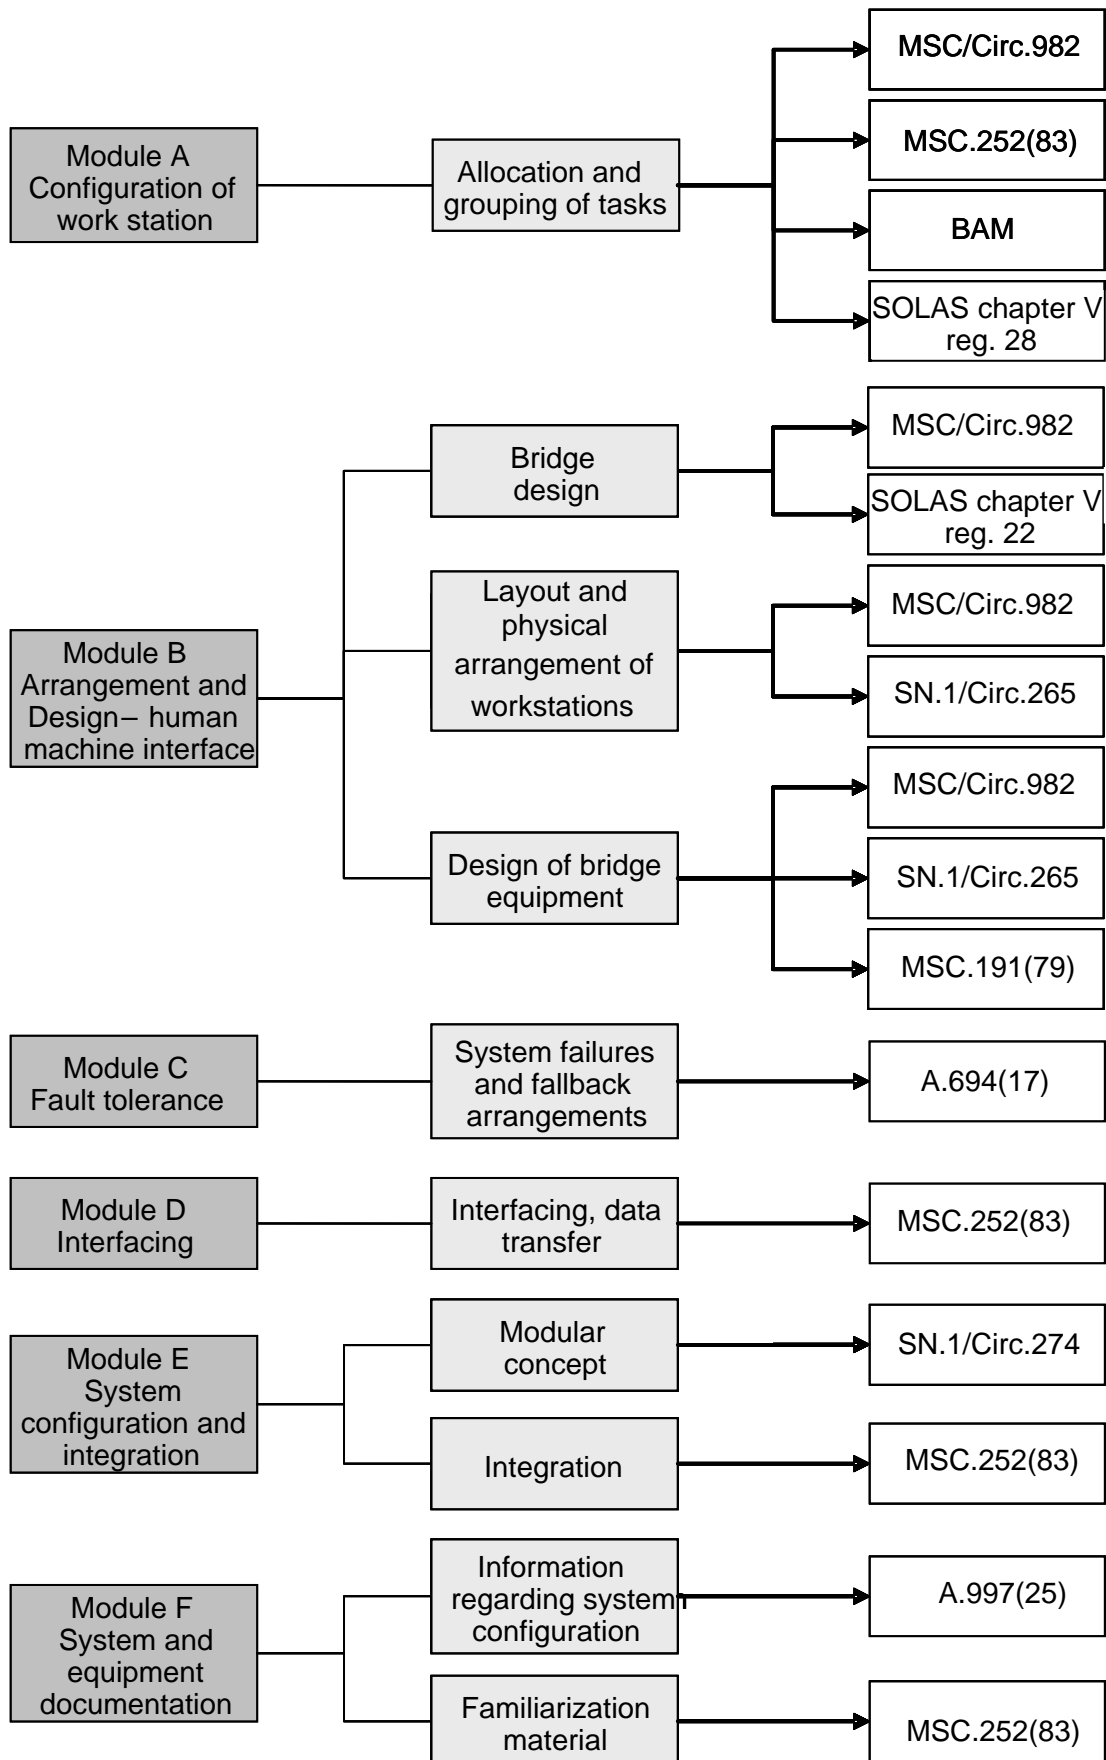 Module A
Configuration of
work station
Allocation and
grouping of tasks
MSC/Circ.982
MSC.252(83)
BAM
SOLAS chapter V
reg. 28
Module B
Arrangement and
Design– human
machine interface
Bridge
design
MSC/Circ.982
SOLAS chapter V
reg. 22
Layout and
physical
arrangement of
workstations
MSC/Circ.982
SN.1/Circ.265
Design of bridge
equipment
MSC/Circ.982
SN.1/Circ.265
MSC.191(79)
Module C
Fault tolerance
System failures
and fallback
arrangements
A.694(17)
Module D
Interfacing
Interfacing, data
transfer
MSC.252(83)
Module E
System
configuration and
integration
Modular
concept
SN.1/Circ.274
Integration
MSC.252(83)
Module F
System and
equipment
documentation
Information
regarding system
configuration
A.997(25)
Familiarization
material
MSC.252(83)